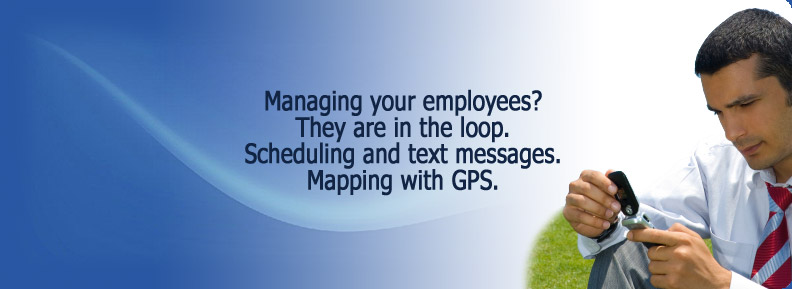 Managing your employees?
They are in the loop.
Scheduling and text messages.
Mapping with GPS.